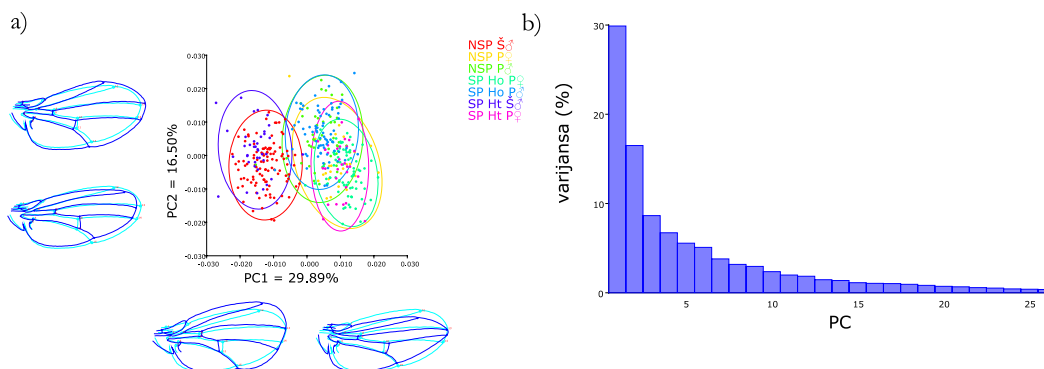 a)
b)
NSP Š♂
NSP P♀
NSP P♂
SP Ho P♀
SP Ho P♂
SP Ht Š♂
SP Ht P♀
0.030
0.020
0.010
0.000
-0.010
-0.020
-0.030
PC2 = 16.50%
-0.030 -0.020 -0.010 0.000 0.010 0.020 0.030
PC1 = 29.89%
30
20
10
0
varijansa (%)
5 10 15 20 25
PC